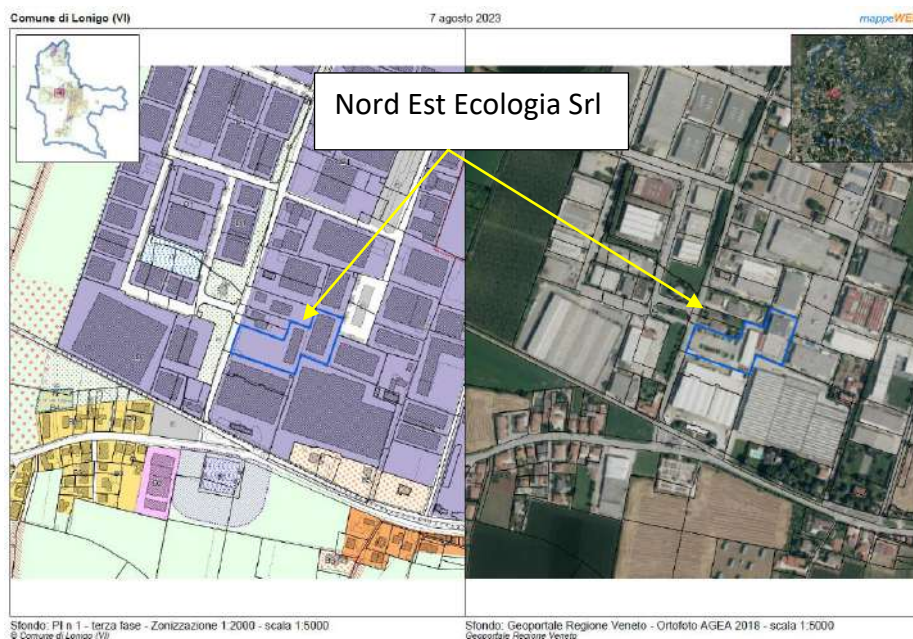 Comune di Lonigo (VI)
7 agosto 2023
mappeWE
Nord Est Ecologia Srl
Sfondo: PI n 1 - terza fase - Zonizzazione 1:2000 - scala 1:5000
© Comune di Lonigo (VI)
Sfondo: Geoportale Regione Veneto - Ortofoto AGEA 2018 - scala 1:5000
Geoportale Regione Veneto